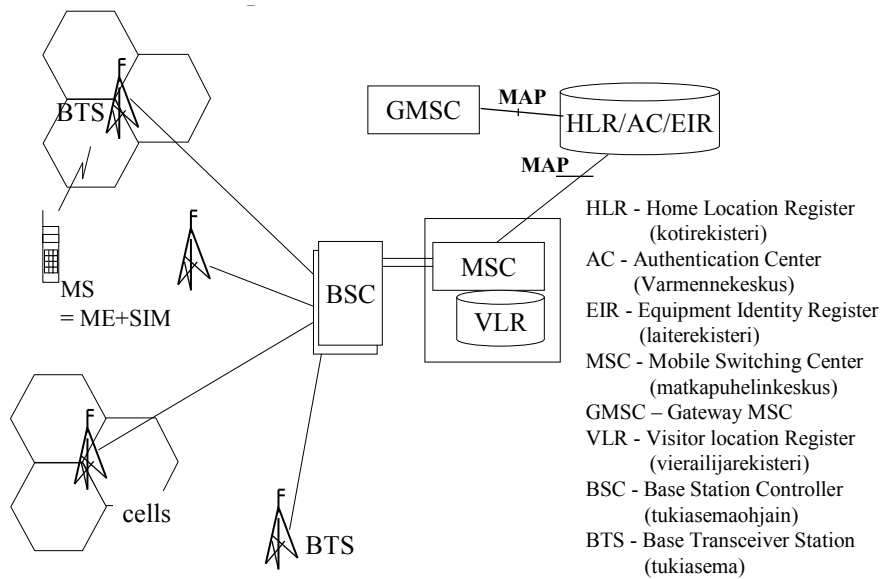 BTS
MS
= ME+SIM
cells
BTS
BSC
GMSC
MAP
HLR/AC/EIR
MAP
MSC
VLR
HLR - Home Location Register
(kotirekisteri)
AC - Authentication Center
(Varmennekeskus)
EIR - Equipment Identity Register
(laiterekisteri)
MSC - Mobile Switching Center
(matkapuhelinkeskus)
GMSC – Gateway MSC
VLR - Visitor location Register
(vierailijarekisteri)
BSC - Base Station Controller
(tukiasemaohjain)
BTS - Base Transceiver Station
(tukiasema)